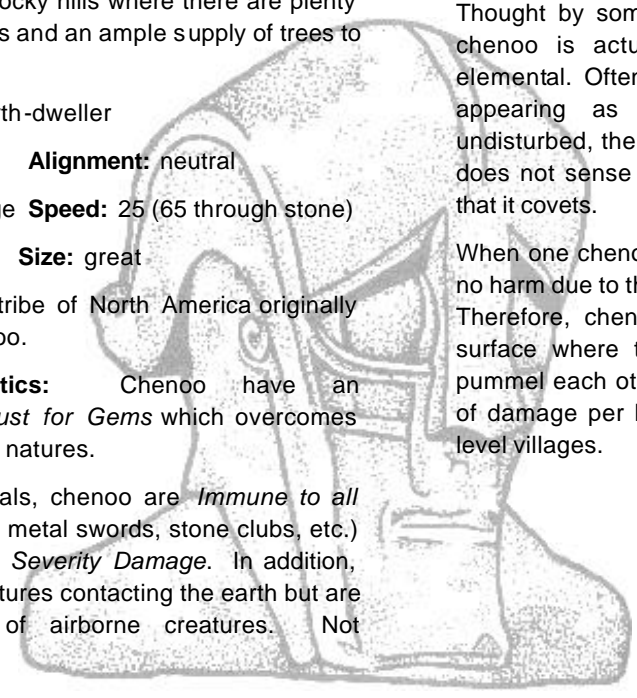 ocky hills where there are plenty
s and an ample supply of trees to
th-dweller
Alignment: neutral
ge Speed: 25 (65 through stone)
Size: great
tribe of North America originally
oo.
tics: Chenoo have an
ust for Gems which overcomes
natures.
als, chenoo are Immune to all
metal swords, stone clubs, etc.)
Severity Damage. In addition,
tures contacting the earth but are
of airborne creatures. Not
Thought by som
chenoo is actu
elemental. Often
appearing as
undisturbed, the
does not sense
that it covets.
When one cheno
no harm due to th
Therefore, chen
surface where t
pummel each ot
of damage per
level villages.